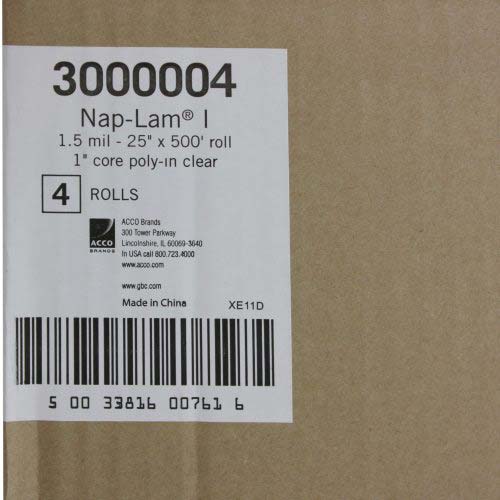 3000004
Nap-Lam® I
1.5 mil - 25" x 500' roll
1" core poly-in clear
4 ROLLS
ACCO Brands
300 Tower Parkway
Lincolnshire, IL 60069-3640
In USA call 800.723.4000
www.acco.com
ACCO
BRANDS
www.gbc.com
Made in China
XE11D
5 00 33816 00761 6